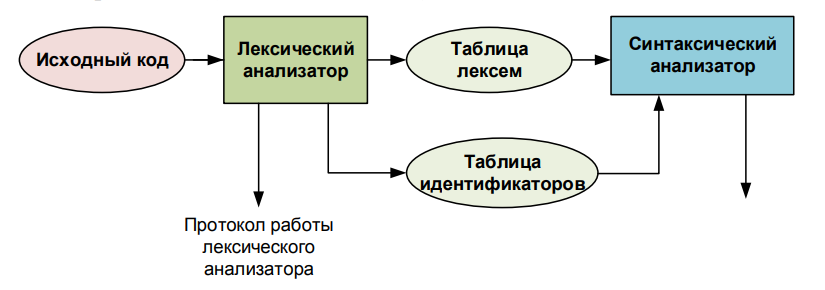 Исходный код
Лексический
анализатор
Таблица
лексем
Синтаксический
анализатор
Таблица
идентификаторов
Протокол работы
лексического
анализатора